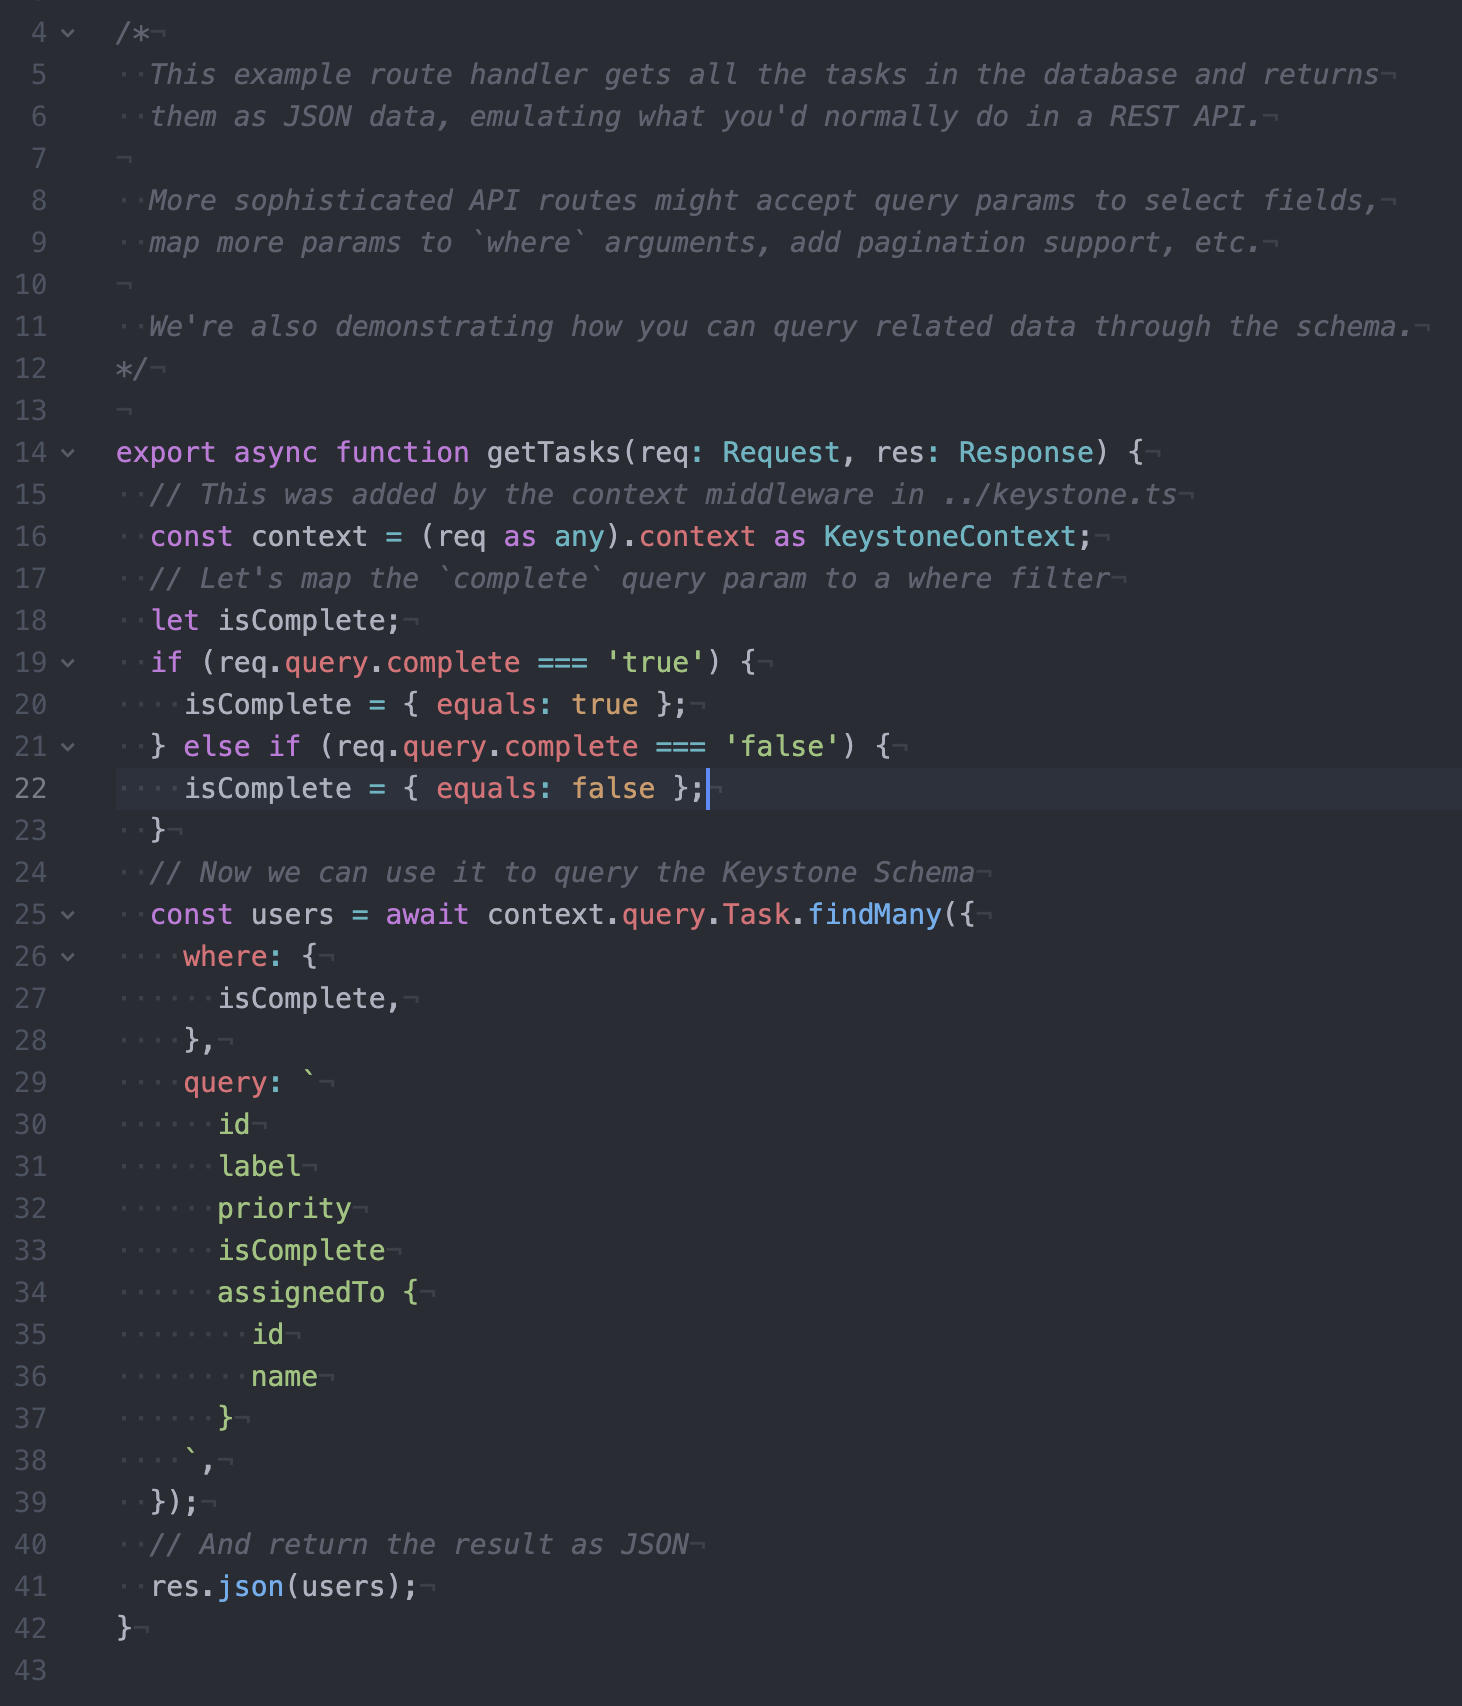 4 /*
5 This example route handler gets all the tasks in the database and returns
6 them as JSON data, emulating what you'd normally do in a REST API.
7
8 More sophisticated API routes might accept query params to select fields,
9 map more params to `where` arguments, add pagination support, etc.
10
11 We're also demonstrating how you can query related data through the schema.
12 */
13
14 export async function getTasks(req: Request, res: Response) {
15 // This was added by the context middleware in ../keystone.ts
16 const context = (req as any).context as KeystoneContext;
17 // Let's map the `complete` query param to a where filter
18 let isComplete;
19 if (req.query.complete === 'true') {
20 isComplete = { equals: true };
21 } else if (req.query.complete === 'false') {
22 isComplete = { equals: false };
23 }
24 // Now we can use it to query the Keystone Schema
25 const users = await context.query.Task.findMany({
26 where: {
27 isComplete,
28 },
29 query: `
30 id
31 label
32 priority
33 isComplete
34 assignedTo {
35 id
36 name
37 }
38 `,
39 });
40 // And return the result as JSON
41 res.json(users);
42 }
43